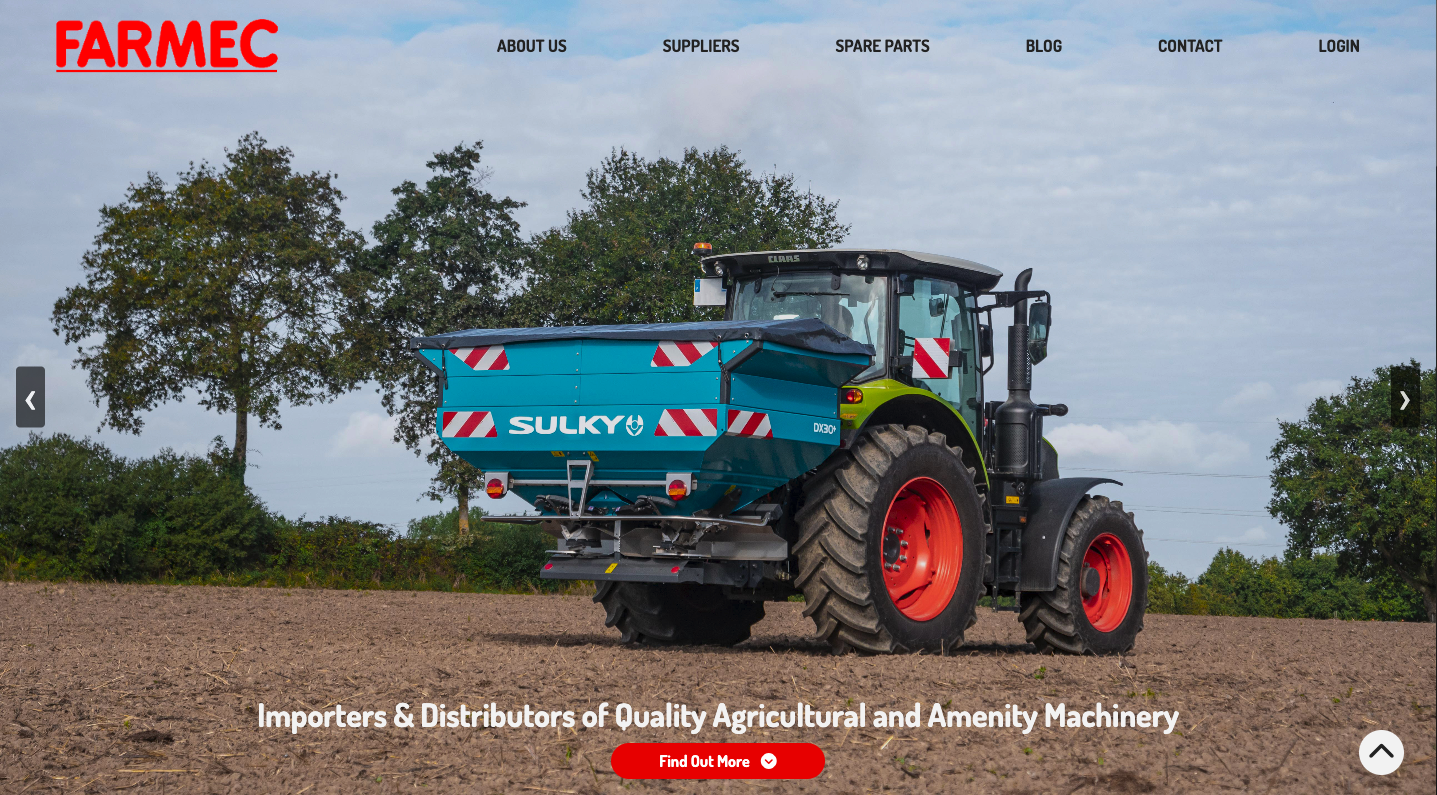 FARMEC
ABOUT US
SUPPLIERS
SPARE PARTS
BLOG
CONTACT
LOGIN
CLAAS
SULKY
DX30+
Importers & Distributors of Quality Agricultural and Amenity Machinery
Find Out More